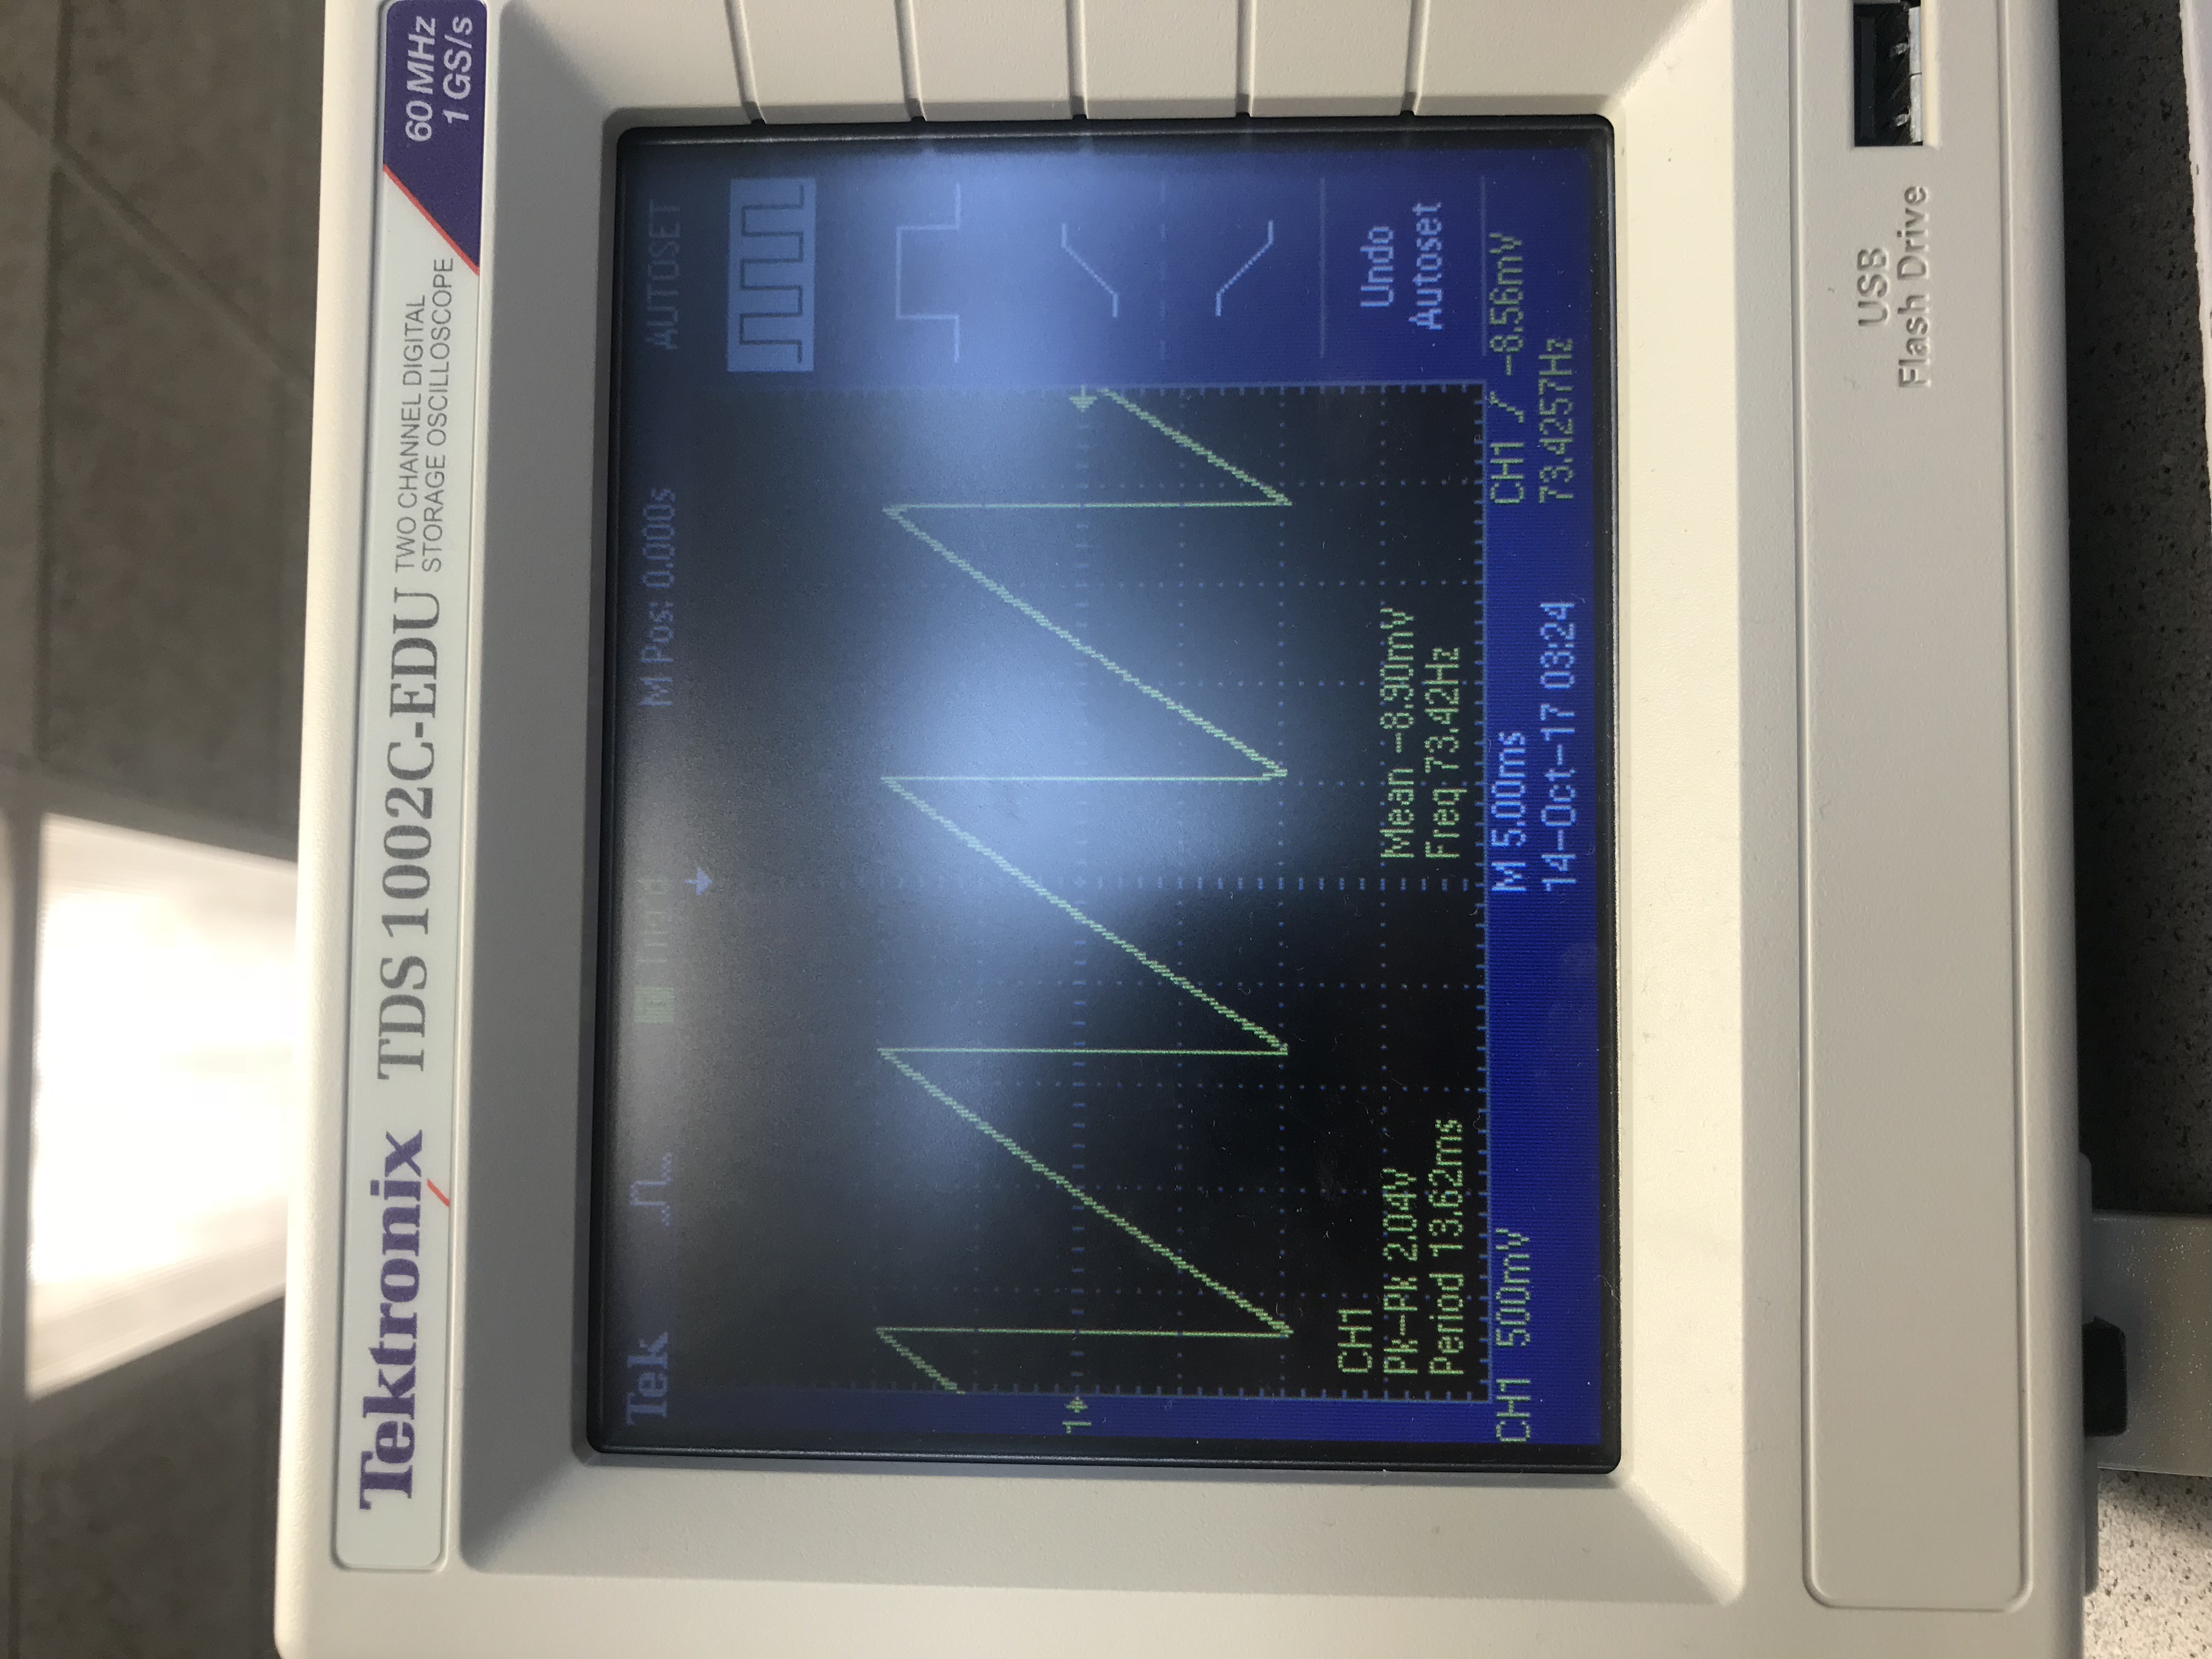 Tektronix TDS 1002C-EDU TWO CHANNEL DIGITAL
STORAGE OSCILLOSCOPE
60 MHz
1 GS/s
Tek Trig'd M Pos: 0.000s AUTOSET
1
CH1
Pk-Pk 2.04V Mean -8.90mV
Period 13.62ms Freq 73.42Hz
Undo
Autoset
CH1 500mV M 5.00ms CH1 -8.56mV
14-Oct-17 03:24 73.4257Hz
USB
Flash Drive